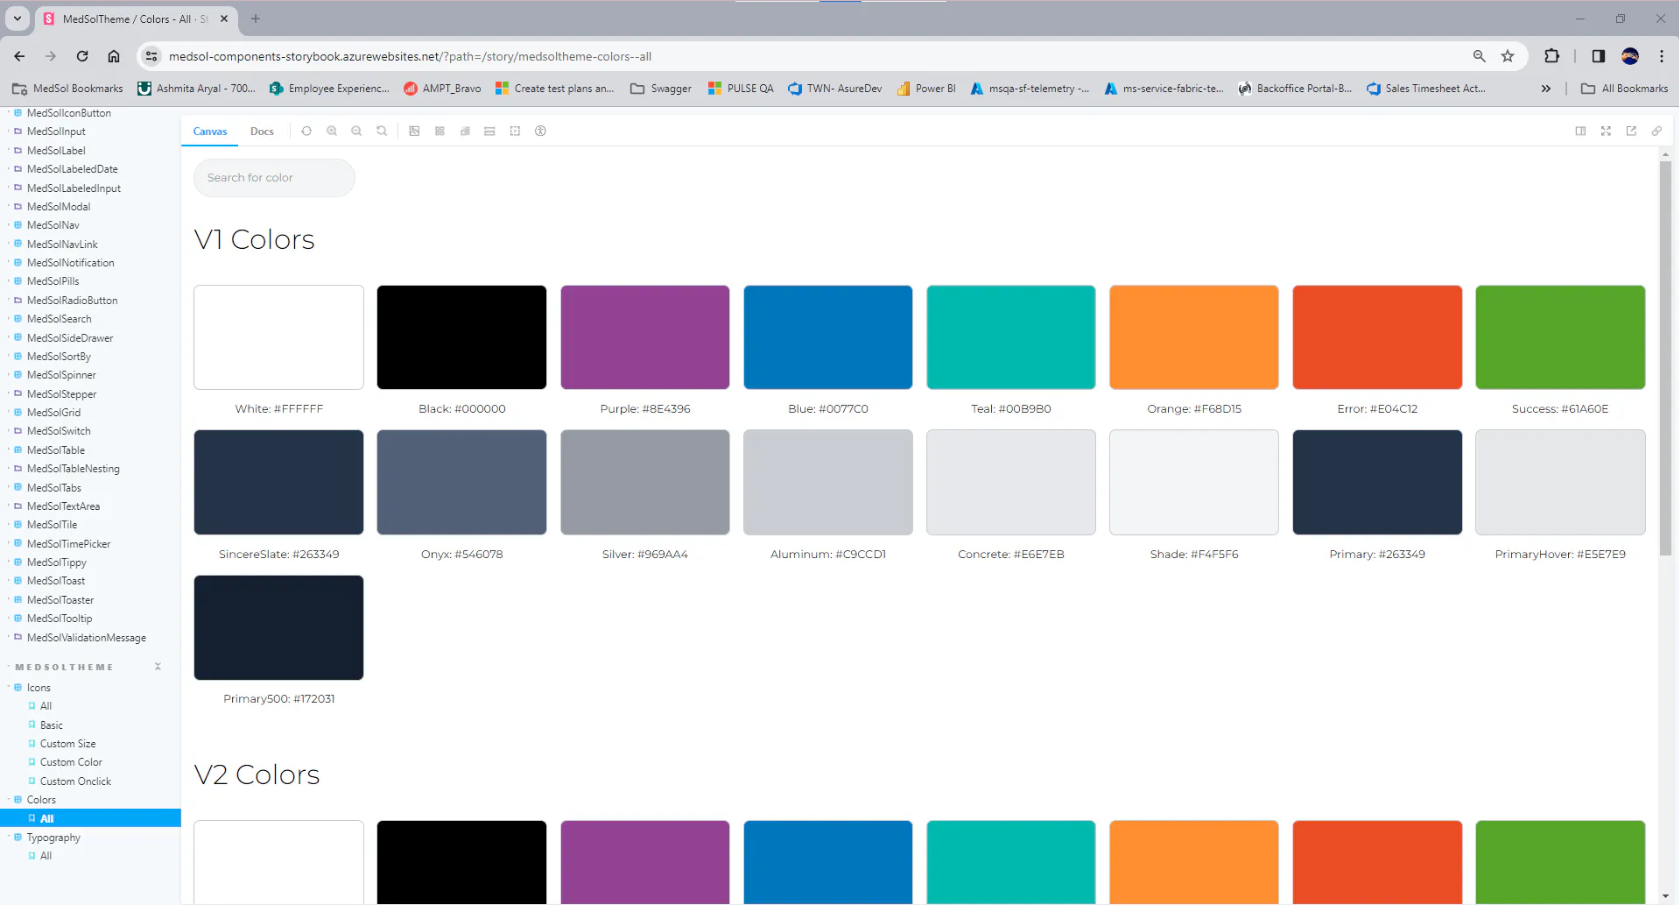 MedSolTheme / Colors - All · St
medsol-components-storybook.azurewebsites.net/?path=/story/medsoltheme-colors--all
MedSol Bookmarks
Ashmita Aryal - 700...
Employee Experienc...
AMPT_Bravo
Create test plans an...
Swagger
PULSE QA
TWN- AsureDev
Power BI
msqa-sf-telemetry -...
ms-service-fabric-te...
Backoffice Portal-B...
Sales Timesheet Act...
All Bookmarks
MedSolIconButton
MedSolInput
MedSolLabel
MedSolLabeledDate
MedSolLabeledInput
MedSolModal
MedSolNav
MedSolNavLink
MedSolNotification
MedSolPills
MedSolRadioButton
MedSolSearch
MedSolSideDrawer
MedSolSortBy
MedSolSpinner
MedSolStepper
MedSolGrid
MedSolSwitch
MedSolTable
MedSolTableNesting
MedSolTabs
MedSolTextArea
MedSolTile
MedSolTimePicker
MedSolTippy
MedSolToast
MedSolToaster
MedSolTooltip
MedSolValidationMessage
MEDSOLTHEME
Icons
All
Basic
Custom Size
Custom Color
Custom Onclick
Colors
All
Typography
All
Canvas
Docs
Search for color
V1 Colors
White: #FFFFFF
Black: #000000
Purple: #8E4396
Blue: #0077C0
Teal: #00B9B0
Orange: #F68D15
Error: #E04C12
Success: #61A60E
SincereSlate: #263349
Onyx: #546078
Silver: #969AA4
Aluminum: #C9CCD1
Concrete: #E6E7EB
Shade: #F4F5F6
Primary: #263349
PrimaryHover: #E5E7E9
Primary500: #172031
V2 Colors